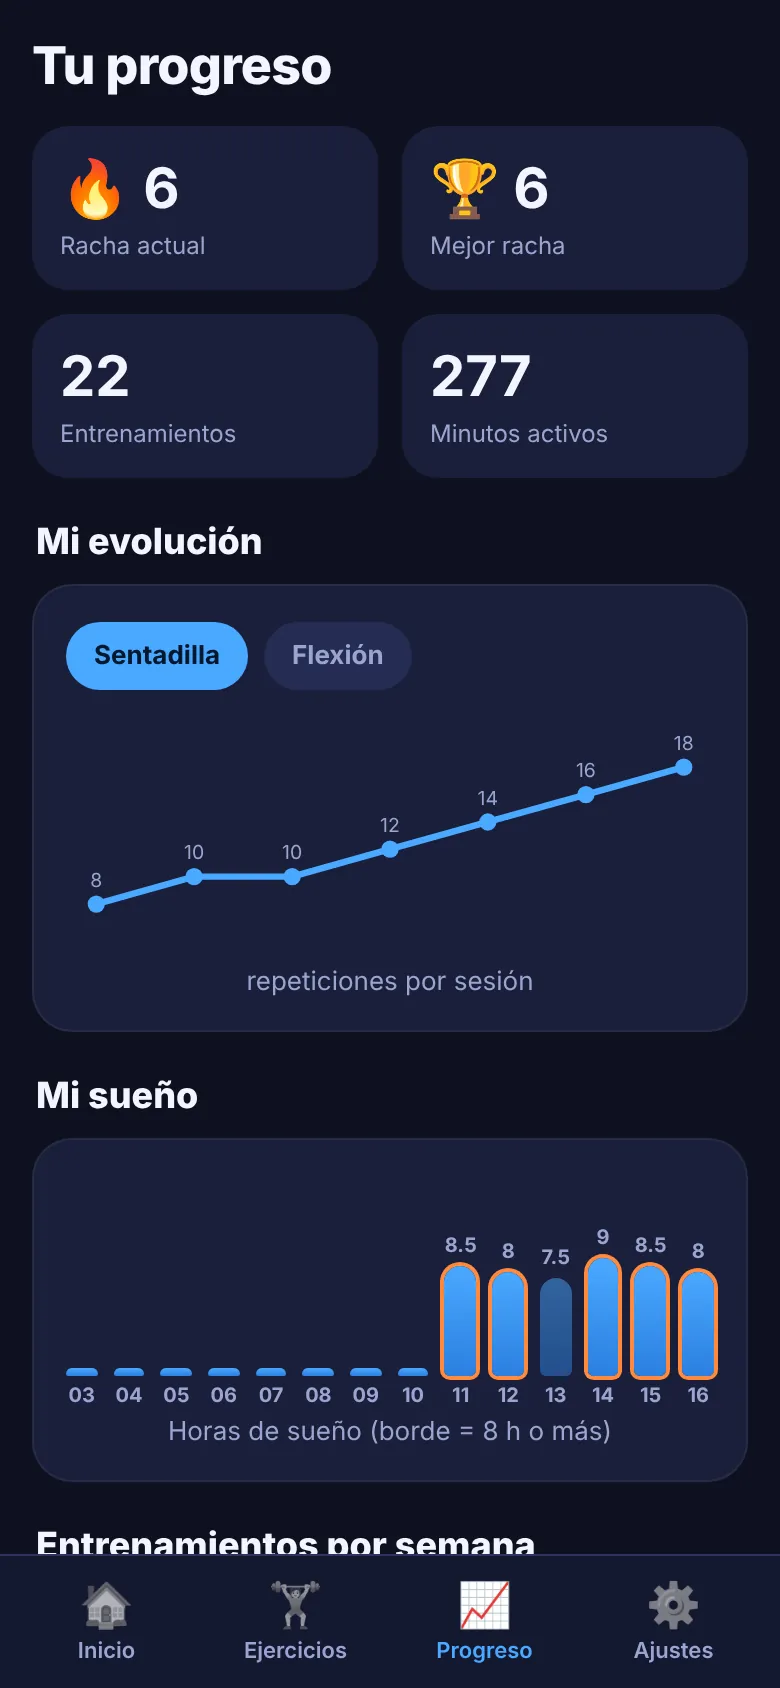 Tu progreso
6
Racha actual
6
Mejor racha
22
Entrenamientos
277
Minutos activos
Mi evolución
Sentadilla
Flexión
8
10
10
12
14
16
18
repeticiones por sesión
Mi sueño
8.5 8 7.5 9 8.5 8
03 04 05 06 07 08 09 10 11 12 13 14 15 16
Horas de sueño (borde = 8 h o más)
Entrenamientos por semana
Inicio
Ejercicios
Progreso
Ajustes